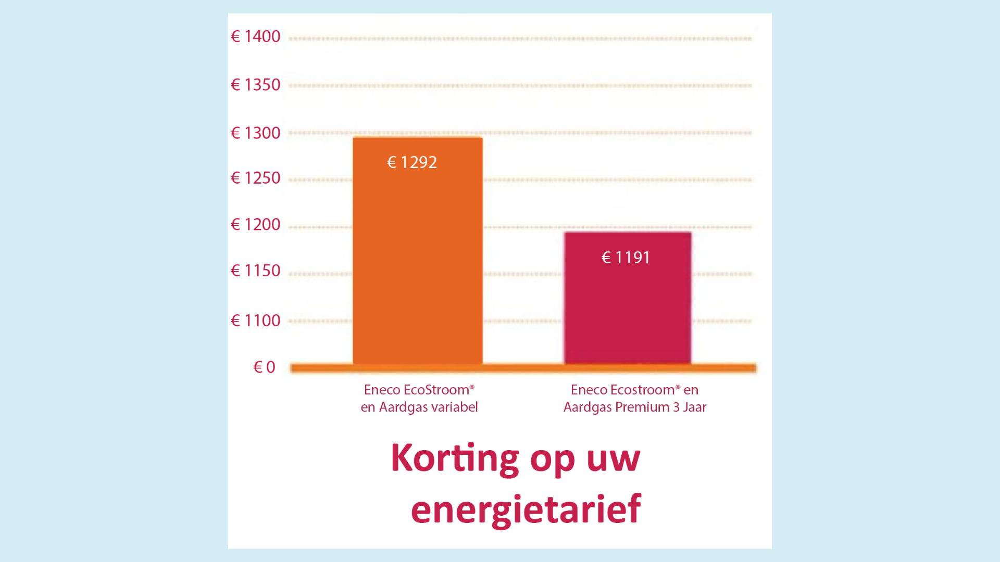 € 1400
€ 1350
€ 1300
€ 1250
€ 1200
€ 1150
€ 1100
€ 0
€ 1292
€ 1191
Eneco EcoStroom*
en Aardgas variabel
Eneco Ecostroom* en
Aardgas Premium 3 Jaar
Korting op uw
energietarief